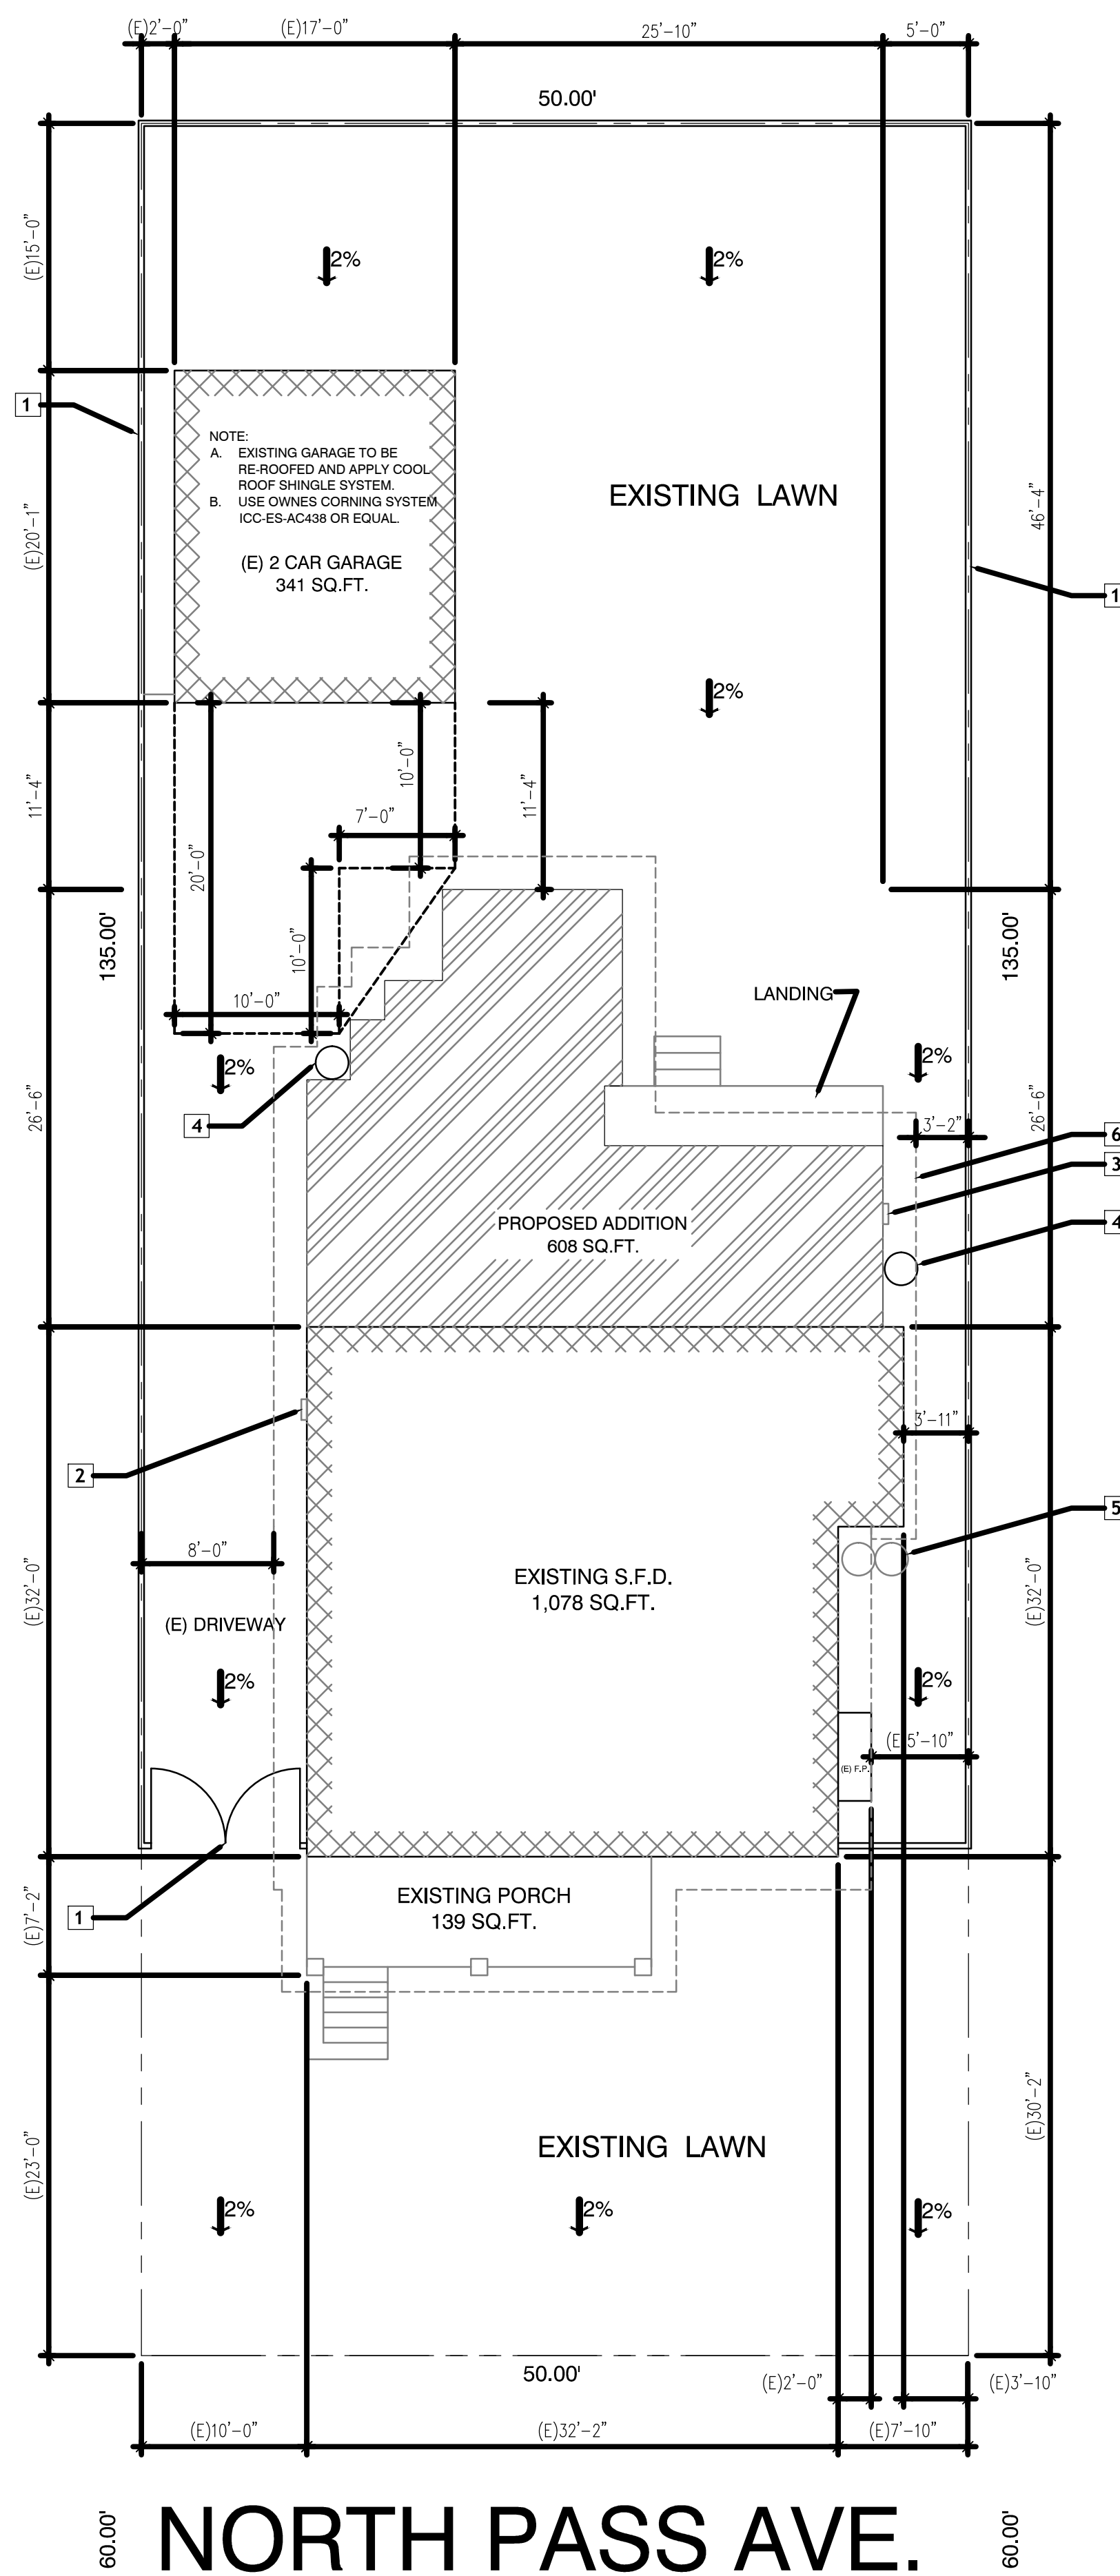 (E)2'-0"
(E)17'-0"
25'-10"
5'-0"
50.00'
(E)15'-0"
2%
2%
1
NOTE:
A. EXISTING GARAGE TO BE
RE-ROOFED AND APPLY COOL
ROOF SHINGLE SYSTEM.
B. USE OWNES CORNING SYSTEM
ICC-ES-AC438 OR EQUAL.
(E) 2 CAR GARAGE
341 SQ.FT.
(E)20'-1"
EXISTING LAWN
46'-4"
1
2%
11'-4"
10'-0"
11'-4"
7'-0"
20'-0"
135.00'
10'-0"
135.00'
10'-0"
LANDING
2%
2%
4
26'-6"
26'-6"
3'-2"
6
3
PROPOSED ADDITION
608 SQ.FT.
4
3'-11"
2
5
8'-0"
EXISTING S.F.D.
1,078 SQ.FT.
(E)32'-0"
(E)32'-0"
(E) DRIVEWAY
2%
2%
(E)5'-10"
(E) F.P.
(E)7'-2"
1
EXISTING PORCH
139 SQ.FT.
(E)30'-2"
EXISTING LAWN
(E)23'-0"
2%
2%
2%
50.00'
(E)2'-0"
(E)3'-10"
(E)10'-0"
(E)32'-2"
(E)7'-10"
60.00'
NORTH PASS AVE.
60.00'